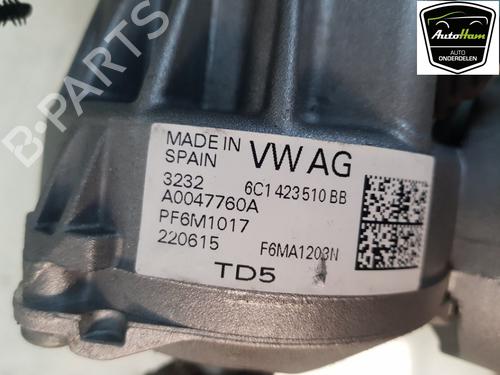 AutoHam
AUTO
ONDERDELEN
B-PARTS
MADE IN
SPAIN
VW AG
3232
6C1 423 510 BB
A0047760A
PF6M1017
220615
F6MA1203N
TD5